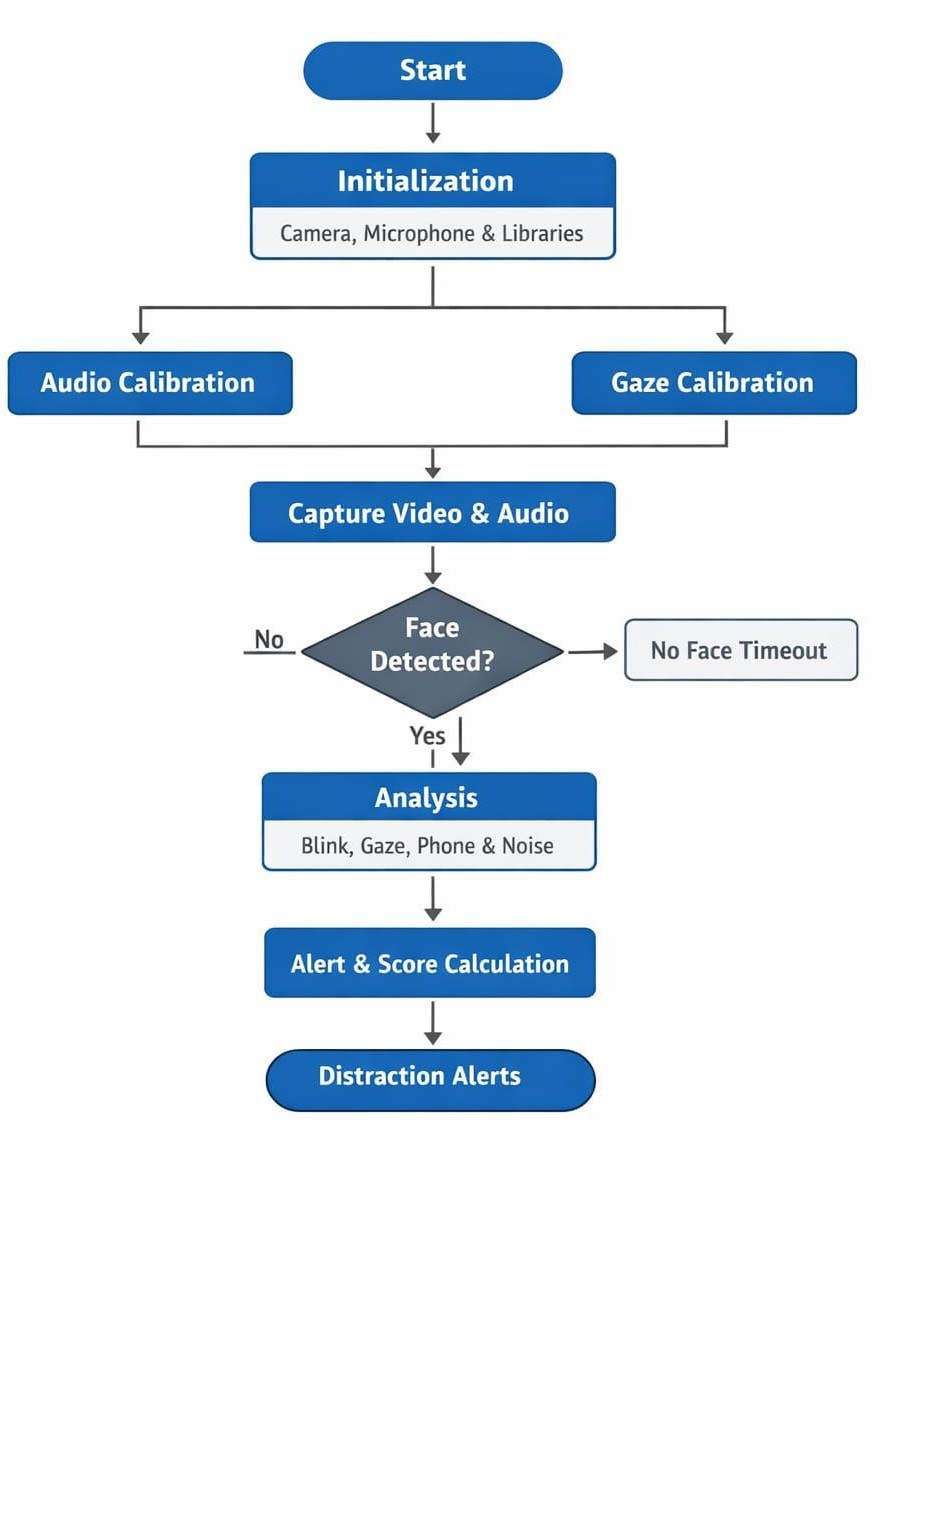 Start
Initialization
Camera, Microphone & Libraries
Audio Calibration
Gaze Calibration
Capture Video & Audio
Face
Detected?
No
No Face Timeout
Yes
Analysis
Blink, Gaze, Phone & Noise
Alert & Score Calculation
Distraction Alerts